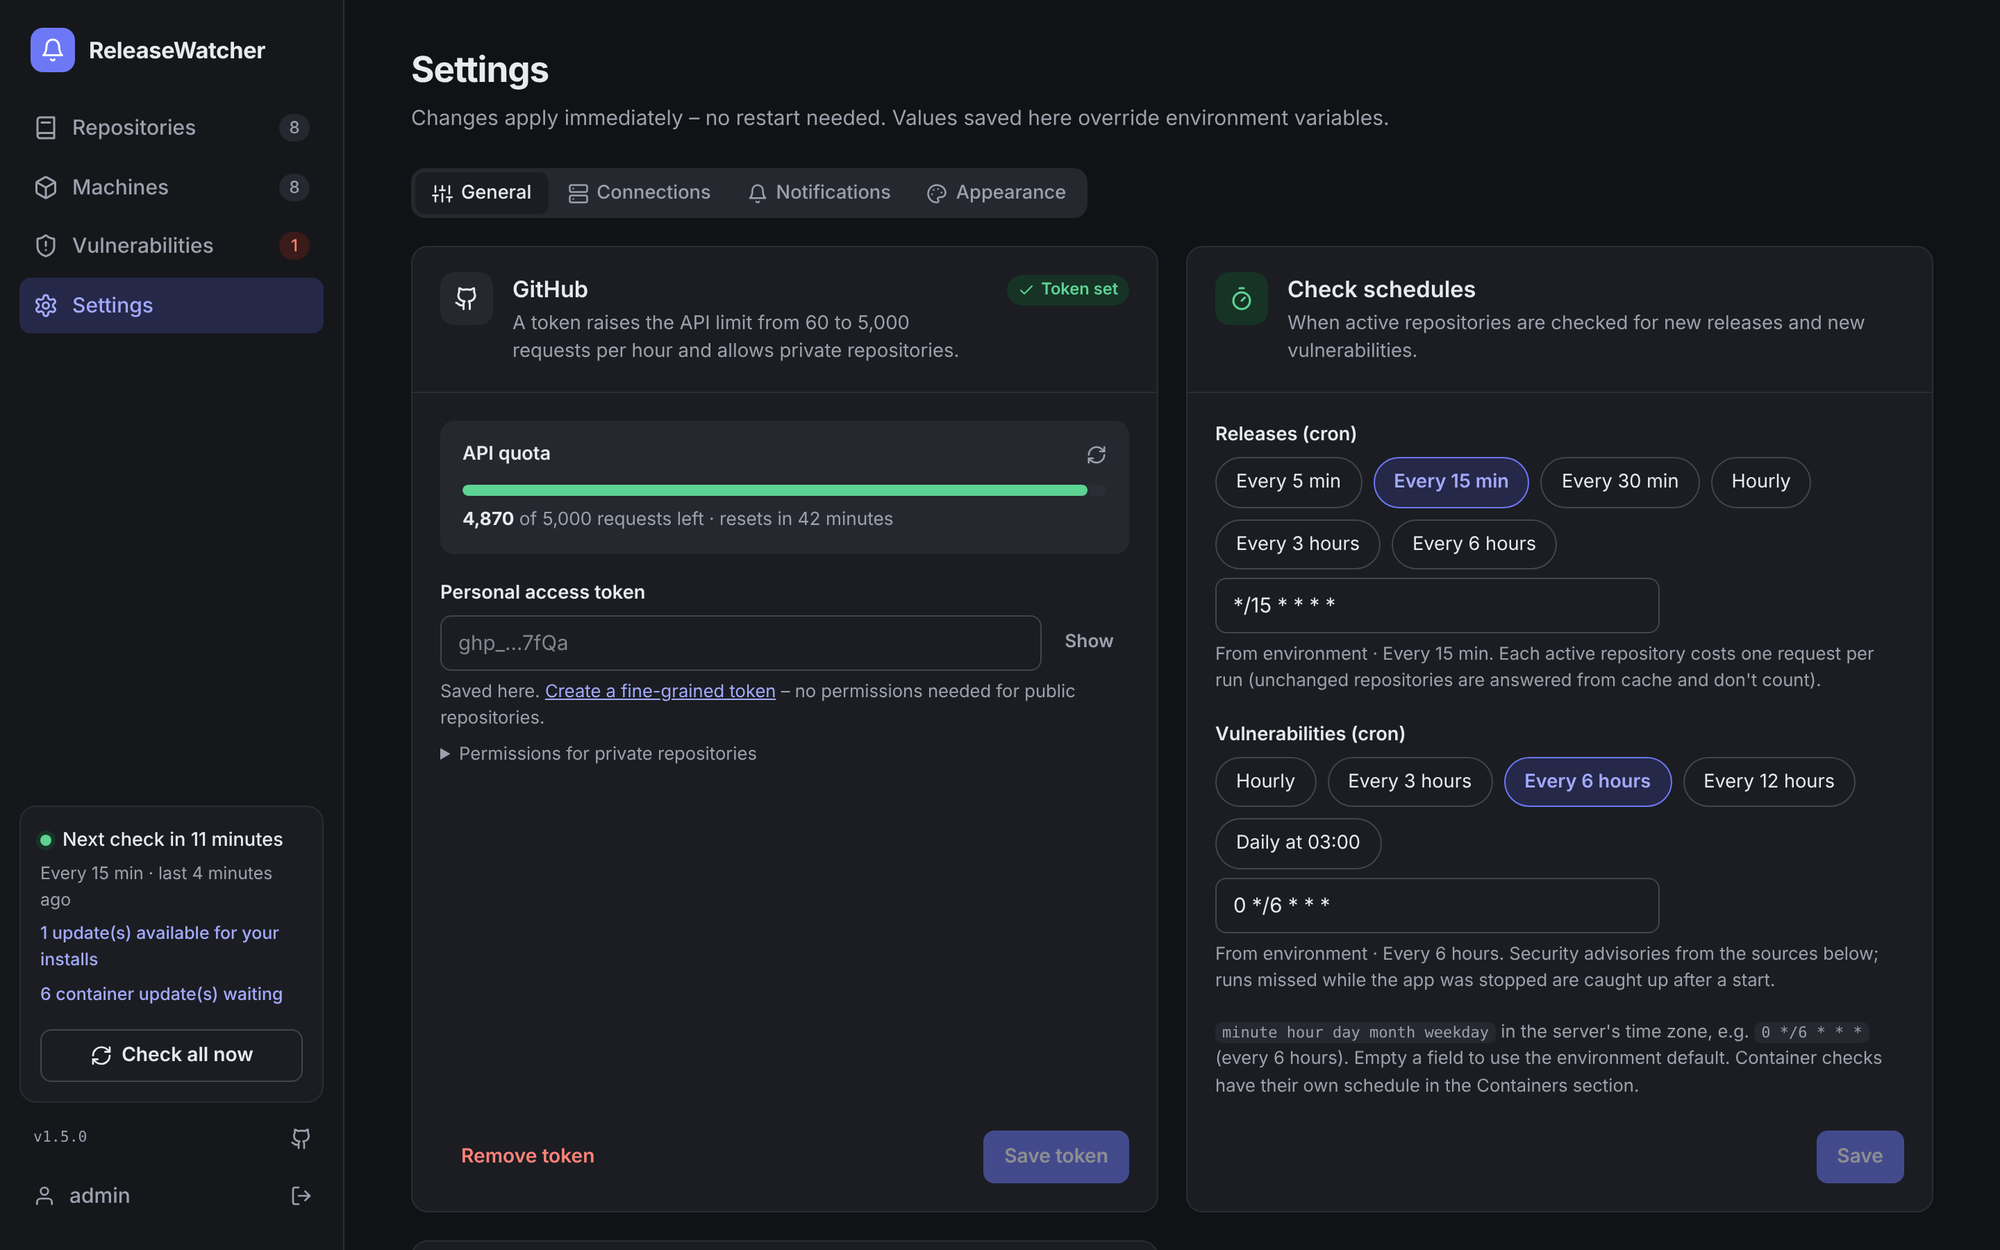 ReleaseWatcher
Repositories 8
Machines 8
Vulnerabilities 1
Settings
Next check in 11 minutes
Every 15 min · last 4 minutes
ago
1 update(s) available for your
installs
6 container update(s) waiting
Check all now
v1.5.0
admin
Settings
Changes apply immediately – no restart needed. Values saved here override environment variables.
General Connections Notifications Appearance
GitHub
Token set
A token raises the API limit from 60 to 5,000
requests per hour and allows private repositories.
API quota
4,870 of 5,000 requests left · resets in 42 minutes
Personal access token
ghp_...7fQa
Show
Saved here. Create a fine-grained token – no permissions needed for public
repositories.
Permissions for private repositories
Remove token
Save token
Check schedules
When active repositories are checked for new releases and new
vulnerabilities.
Releases (cron)
Every 5 min Every 15 min Every 30 min Hourly
Every 3 hours Every 6 hours
*/15 * * * *
From environment · Every 15 min. Each active repository costs one request per
run (unchanged repositories are answered from cache and don't count).
Vulnerabilities (cron)
Hourly Every 3 hours Every 6 hours Every 12 hours
Daily at 03:00
0 */6 * * *
From environment · Every 6 hours. Security advisories from the sources below;
runs missed while the app was stopped are caught up after a start.
minute hour day month weekday in the server's time zone, e.g. 0 */6 * * *
(every 6 hours). Empty a field to use the environment default. Container checks
have their own schedule in the Containers section.
Save